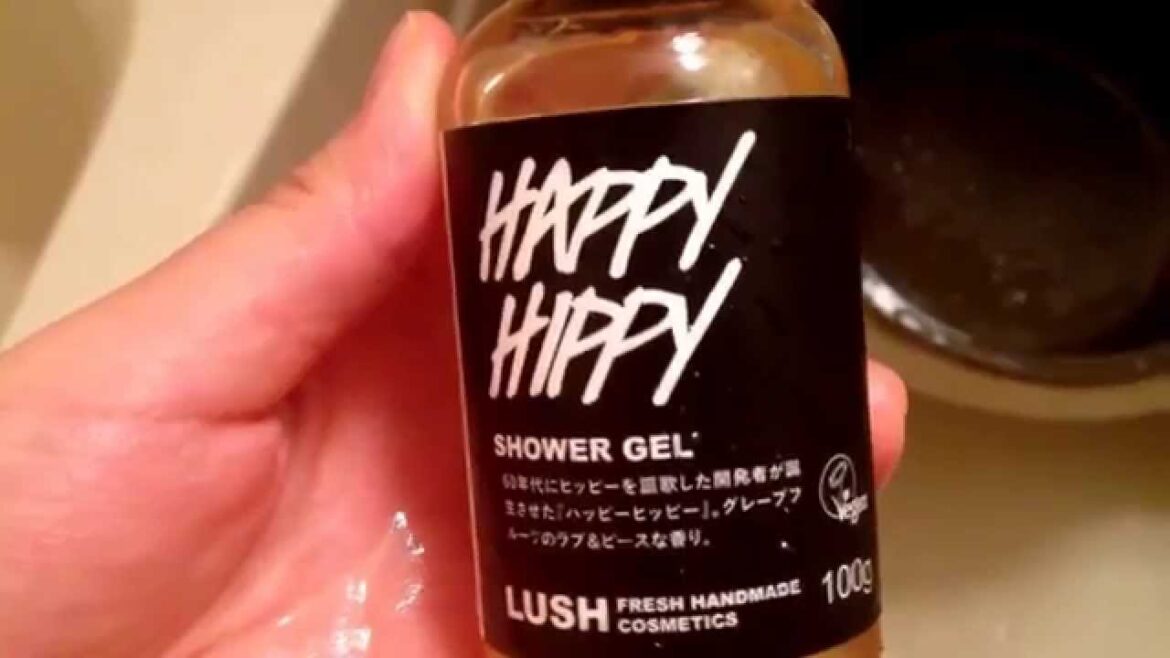 HAPPY
HIPPY
SHOWER GEL
60年代にヒッピーを謳歌した開発者が誕
生させた『ハッピーヒッピー』。グレープフ
ルーツのラブ&ピースな香り。
Vegan
100g
LUSH FRESH HANDMADE
COSMETICS